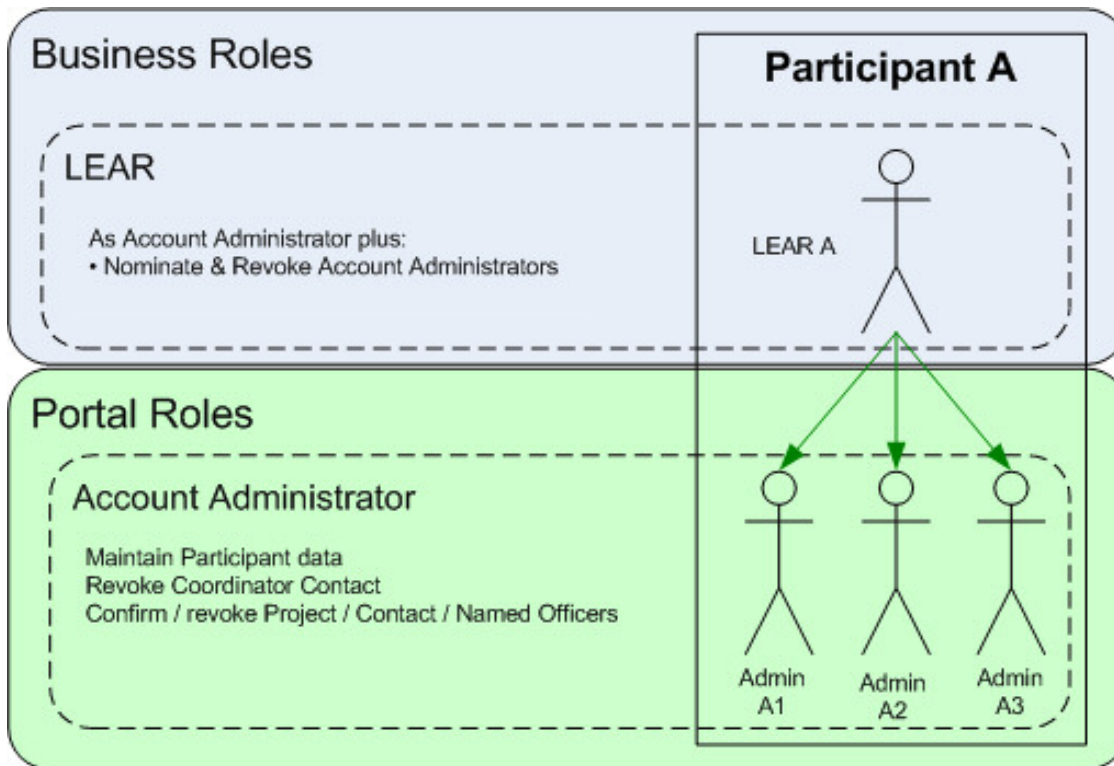 Business Roles
Participant A
LEAR
As Account Administrator plus:
• Nominate & Revoke Account Administrators
LEAR A
Portal Roles
Account Administrator
Maintain Participant data
Revoke Coordinator Contact
Confirm / revoke Project / Contact / Named Officers
Admin
A1
Admin
A2
Admin
A3